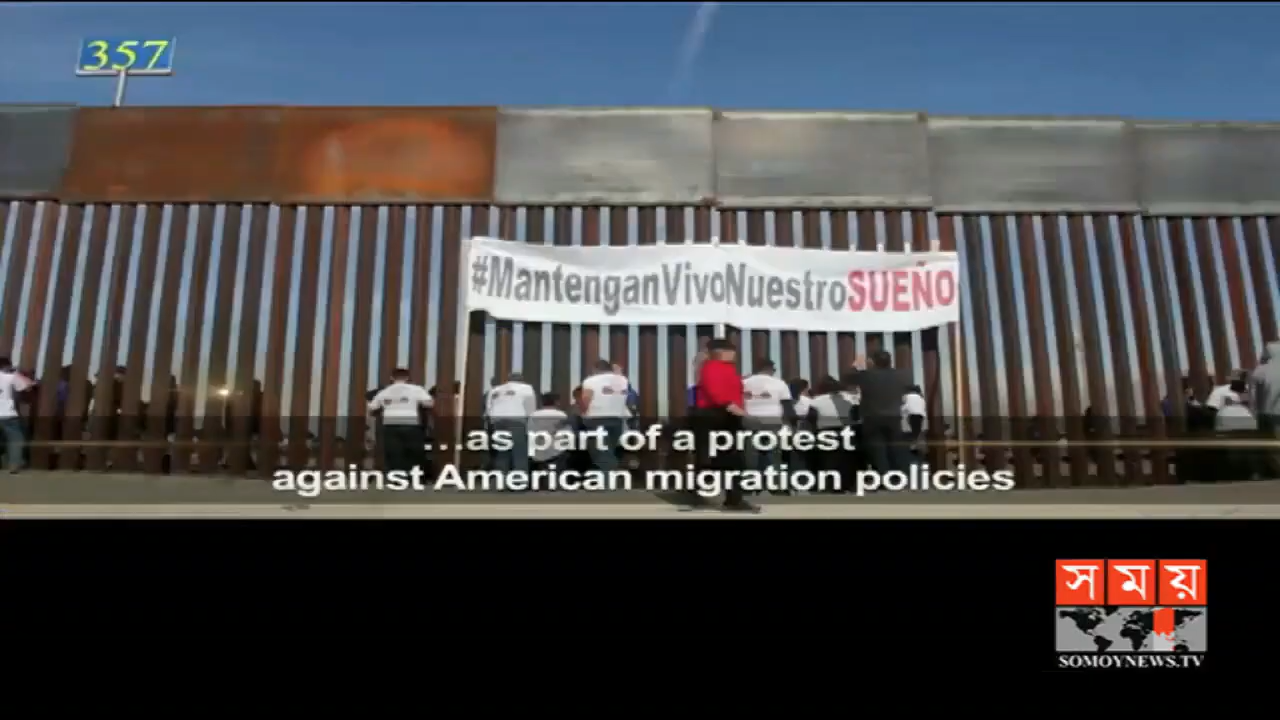 357
#MantenganVivoNuestroSUEÑO
...as part of a protest
against American migration policies
সময়
SOMOYNEWS.TV